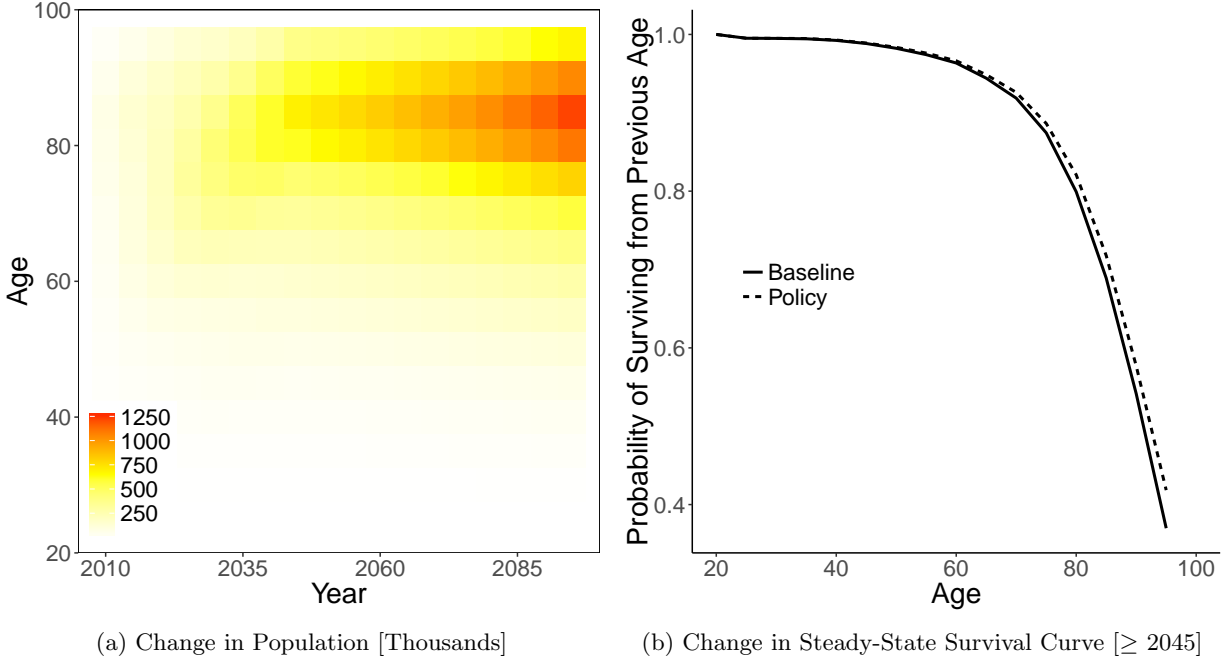 100
80
60
40
20
Age
1250
1000
750
500
250
2010 2035 2060 2085
Year
(a) Change in Population [Thousands]
Probability of Surviving from Previous Age
1.0
0.8
0.6
0.4
Baseline
Policy
20 40 60 80 100
Age
(b) Change in Steady-State Survival Curve [≥ 2045]